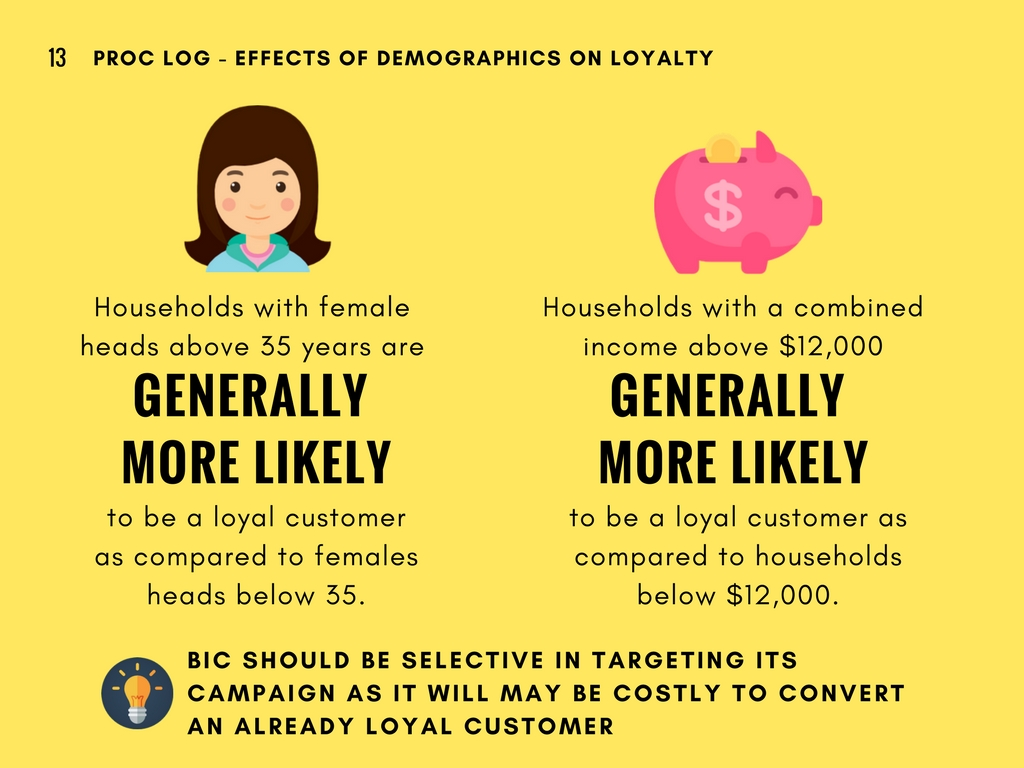 13 PROC LOG - EFFECTS OF DEMOGRAPHICS ON LOYALTY
$
Households with female
heads above 35 years are
GENERALLY
MORE LIKELY
to be a loyal customer
as compared to females
heads below 35.
Households with a combined
income above $12,000
GENERALLY
MORE LIKELY
to be a loyal customer as
compared to households
below $12,000.
BIC SHOULD BE SELECTIVE IN TARGETING ITS
CAMPAIGN AS IT WILL MAY BE COSTLY TO CONVERT
AN ALREADY LOYAL CUSTOMER